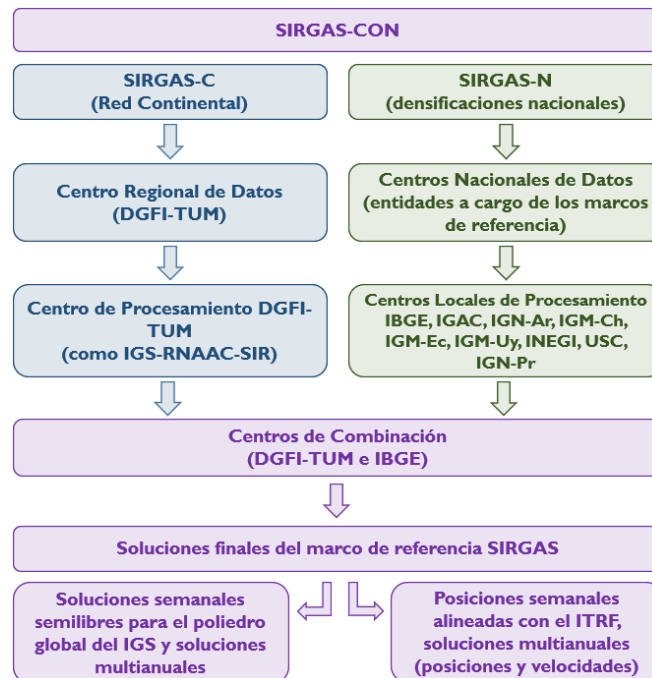 SIRGAS-CON
SIRGAS-C
(Red Continental)
SIRGAS-N
(densificaciones nacionales)
Centro Regional de Datos
(DGFI-TUM)
Centros Nacionales de Datos
(entidades a cargo de los marcos
de referencia)
Centro de Procesamiento DGFI-
TUM
(como IGS-RNAAC-SIR)
Centros Locales de Procesamiento
IBGE, IGAC, IGN-Ar, IGM-Ch,
IGM-Ec, IGM-Uy, INEGI, USC,
IGN-Pr
Centros de Combinación
(DGFI-TUM e IBGE)
Soluciones finales del marco de referencia SIRGAS
Soluciones semanales
semilibres para el poliedro
global del IGS y soluciones
multianuales
Posiciones semanales
alineadas con el ITRF,
soluciones multianuales
(posiciones y velocidades)